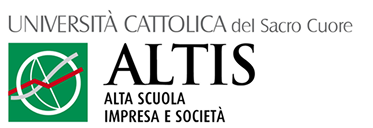 UNIVERSITÀ CATTOLICA del Sacro Cuore
ALTIS
ALTA SCUOLA
IMPRESA E SOCIETÀ